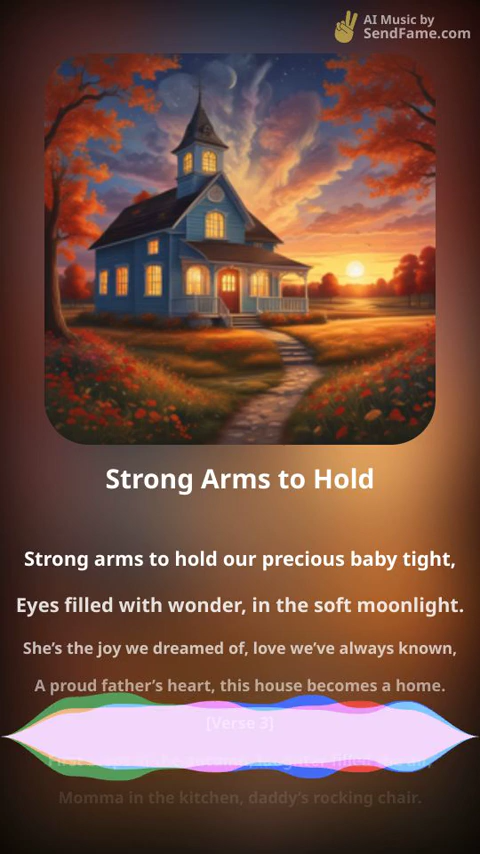 AI Music by
SendFame.com
Strong Arms to Hold
Strong arms to hold our precious baby tight,
Eyes filled with wonder, in the soft moonlight.
She's the joy we dreamed of, love we've always known,
A proud father's heart, this house becomes a home.
[Verse 3]
Momma in the kitchen, daddy's rocking chair.